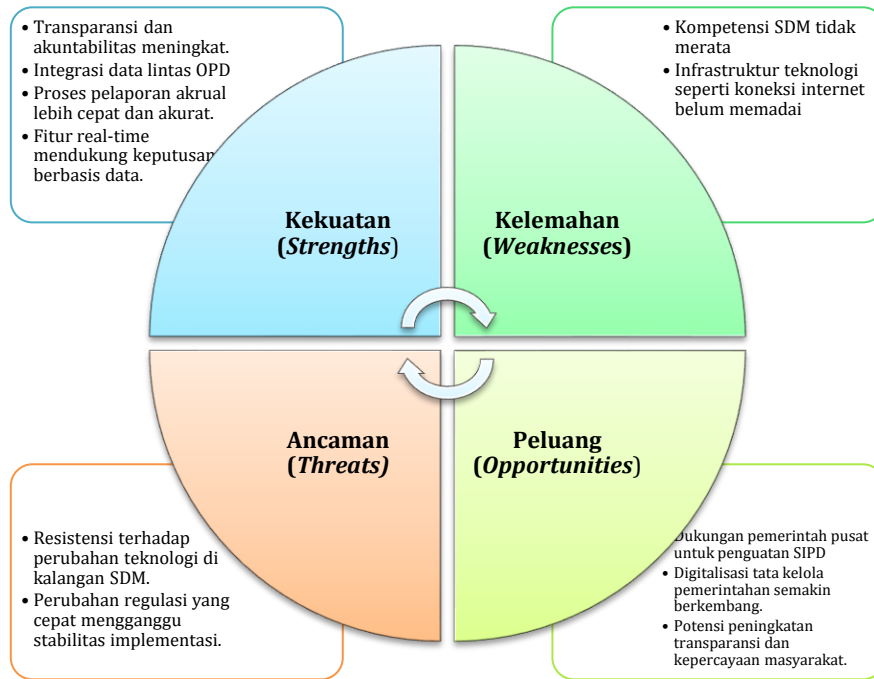 • Transparansi dan
akuntabilitas meningkat.
• Integrasi data lintas OPD
• Proses pelaporan akrual
lebih cepat dan akurat.
• Fitur real-time
mendukung keputusan
berbasis data.
• Kompetensi SDM tidak
merata
• Infrastruktur teknologi
seperti koneksi internet
belum memadai
Kekuatan
(Strengths)
Kelemahan
(Weaknesses)
Ancaman
(Threats)
Peluang
(Opportunities)
• Resistensi terhadap
perubahan teknologi di
kalangan SDM.
• Perubahan regulasi yang
cepat mengganggu
stabilitas implementasi.
Dukungan pemerintah pusat
untuk penguatan SIPD
• Digitalisasi tata kelola
pemerintahan semakin
berkembang.
• Potensi peningkatan
transparansi dan
kepercayaan masyarakat.